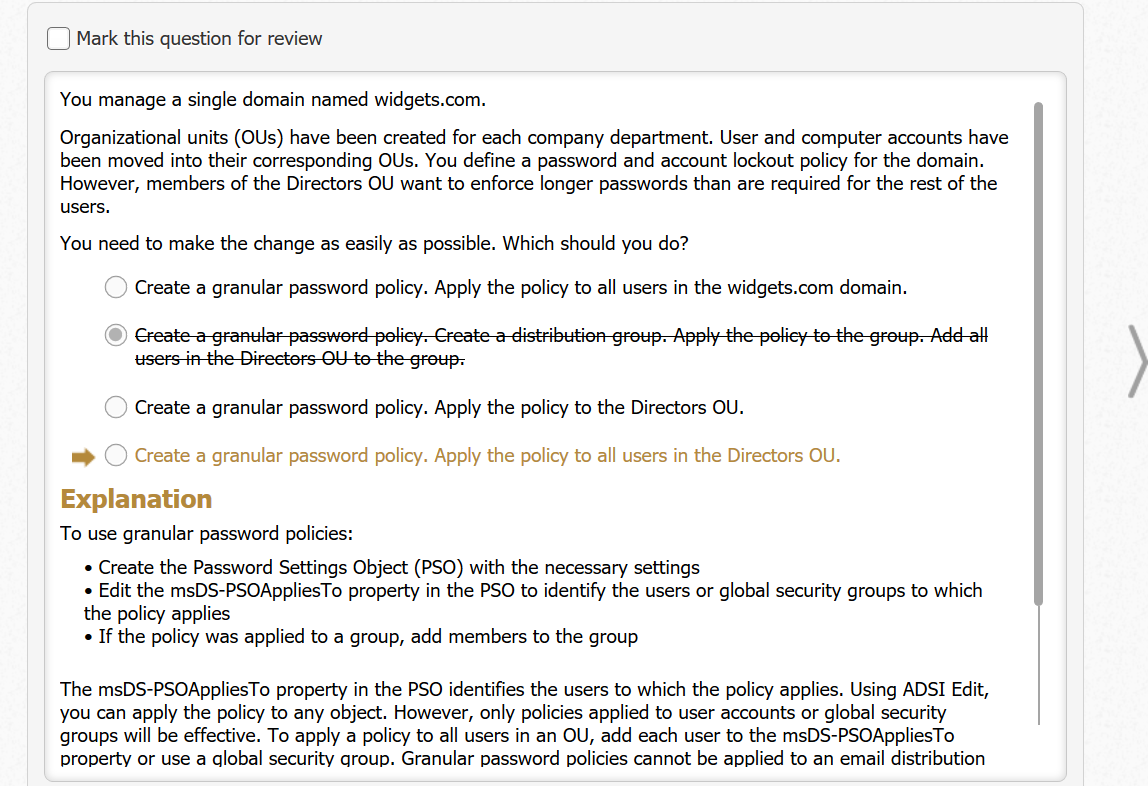 Mark this question for review
You manage a single domain named widgets.com.
Organizational units (OUs) have been created for each company department. User and computer accounts have
been moved into their corresponding OUs. You define a password and account lockout policy for the domain.
However, members of the Directors OU want to enforce longer passwords than are required for the rest of the
users.
You need to make the change as easily as possible. Which should you do?
Create a granular password policy. Apply the policy to all users in the widgets.com domain.
Create a granular password policy. Create a distribution group. Apply the policy to the group. Add all
users in the Directors OU to the group.
Create a granular password policy. Apply the policy to the Directors OU.
Create a granular password policy. Apply the policy to all users in the Directors OU.
Explanation
To use granular password policies:
• Create the Password Settings Object (PSO) with the necessary settings
• Edit the msDS-PSOAppliesTo property in the PSO to identify the users or global security groups to which
the policy applies
• If the policy was applied to a group, add members to the group
The msDS-PSOAppliesTo property in the PSO identifies the users to which the policy applies. Using ADSI Edit,
you can apply the policy to any object. However, only policies applied to user accounts or global security
groups will be effective. To apply a policy to all users in an OU, add each user to the msDS-PSOAppliesTo
property or use a global security group. Granular password policies cannot be applied to an email distribution